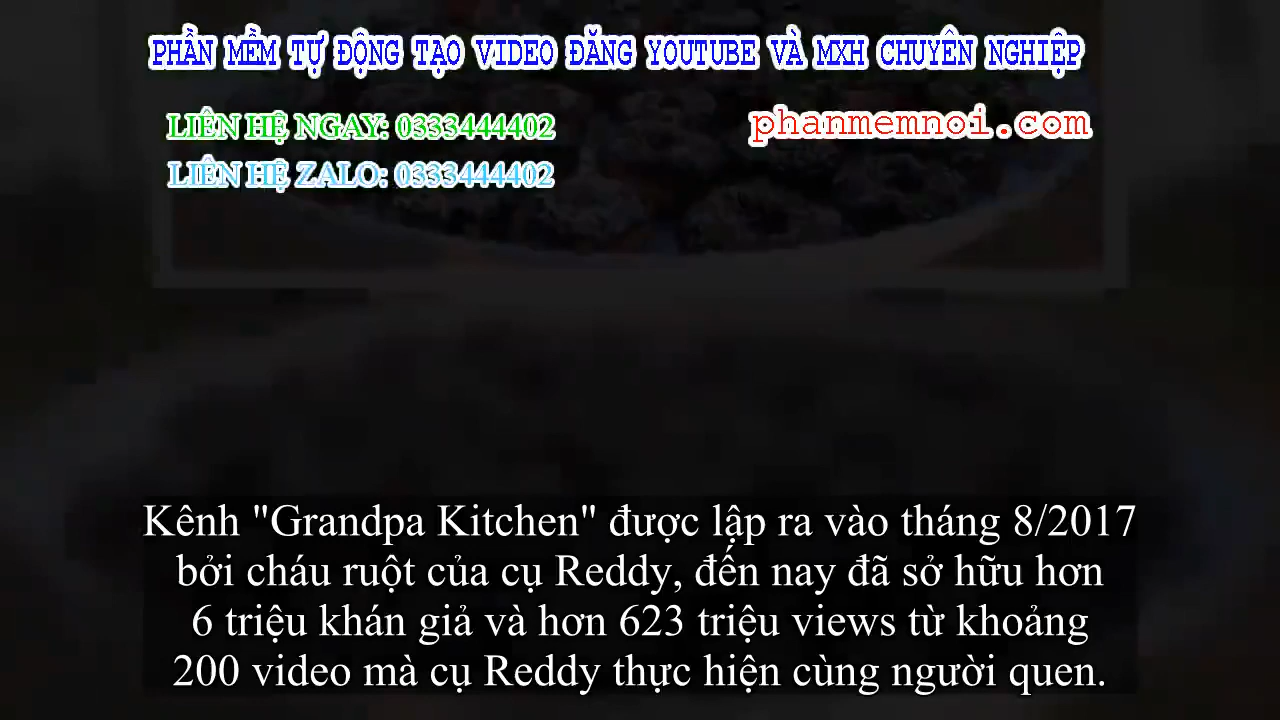 PHẦN MỀM TỰ ĐỘNG TẠO VIDEO ĐĂNG YOUTUBE VÀ MXH CHUYÊN NGHIỆP
LIÊN HỆ NGAY: 0333444402
phanmemnoi.com
LIÊN HỆ ZALO: 0333444402
Kênh "Grandpa Kitchen" được lập ra vào tháng 8/2017
bởi cháu ruột của cụ Reddy, đến nay đã sở hữu hơn
6 triệu khán giả và hơn 623 triệu views từ khoảng
200 video mà cụ Reddy thực hiện cùng người quen.